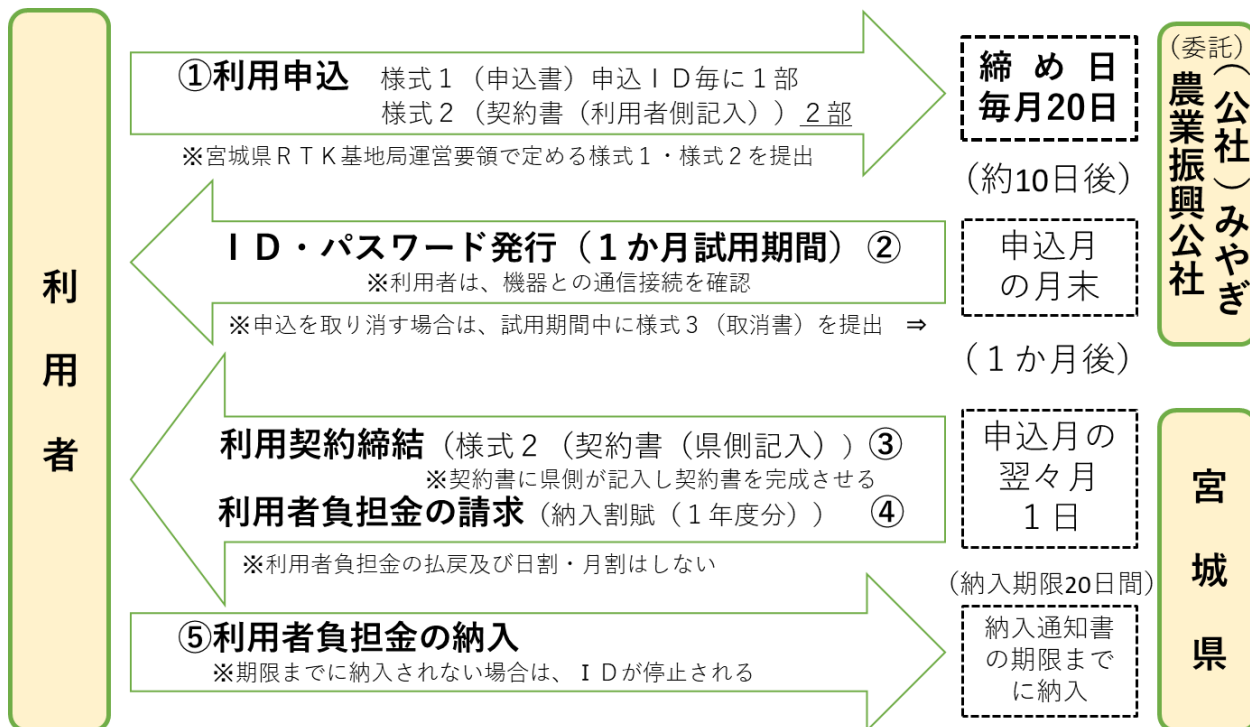 利用者
①利用申込 様式１（申込書）申込ＩＤ毎に１部
様式２（契約書（利用者側記入））２部
※宮城県ＲＴＫ基地局運営要領で定める様式１・様式２を提出
締め日
毎月20日
(約10日後)
（委託）
（公社）みやぎ
農業振興公社
ＩＤ・パスワード発行（１か月試用期間）②
※利用者は、機器との通信接続を確認
※申込を取り消す場合は、試用期間中に様式３（取消書）を提出 ⇒
申込月
の月末
(１か月後)
利用契約締結（様式２（契約書（県側記入））③
※契約書に県側が記入し契約書を完成させる
利用者負担金の請求（納入割賦（１年度分））④
※利用者負担金の払戻及び日割・月割はしない
申込月の
翌々月
１日
宮城県
(納入期限20日間)
⑤利用者負担金の納入
※期限までに納入されない場合は、ＩＤが停止される
納入通知書
の期限まで
に納入